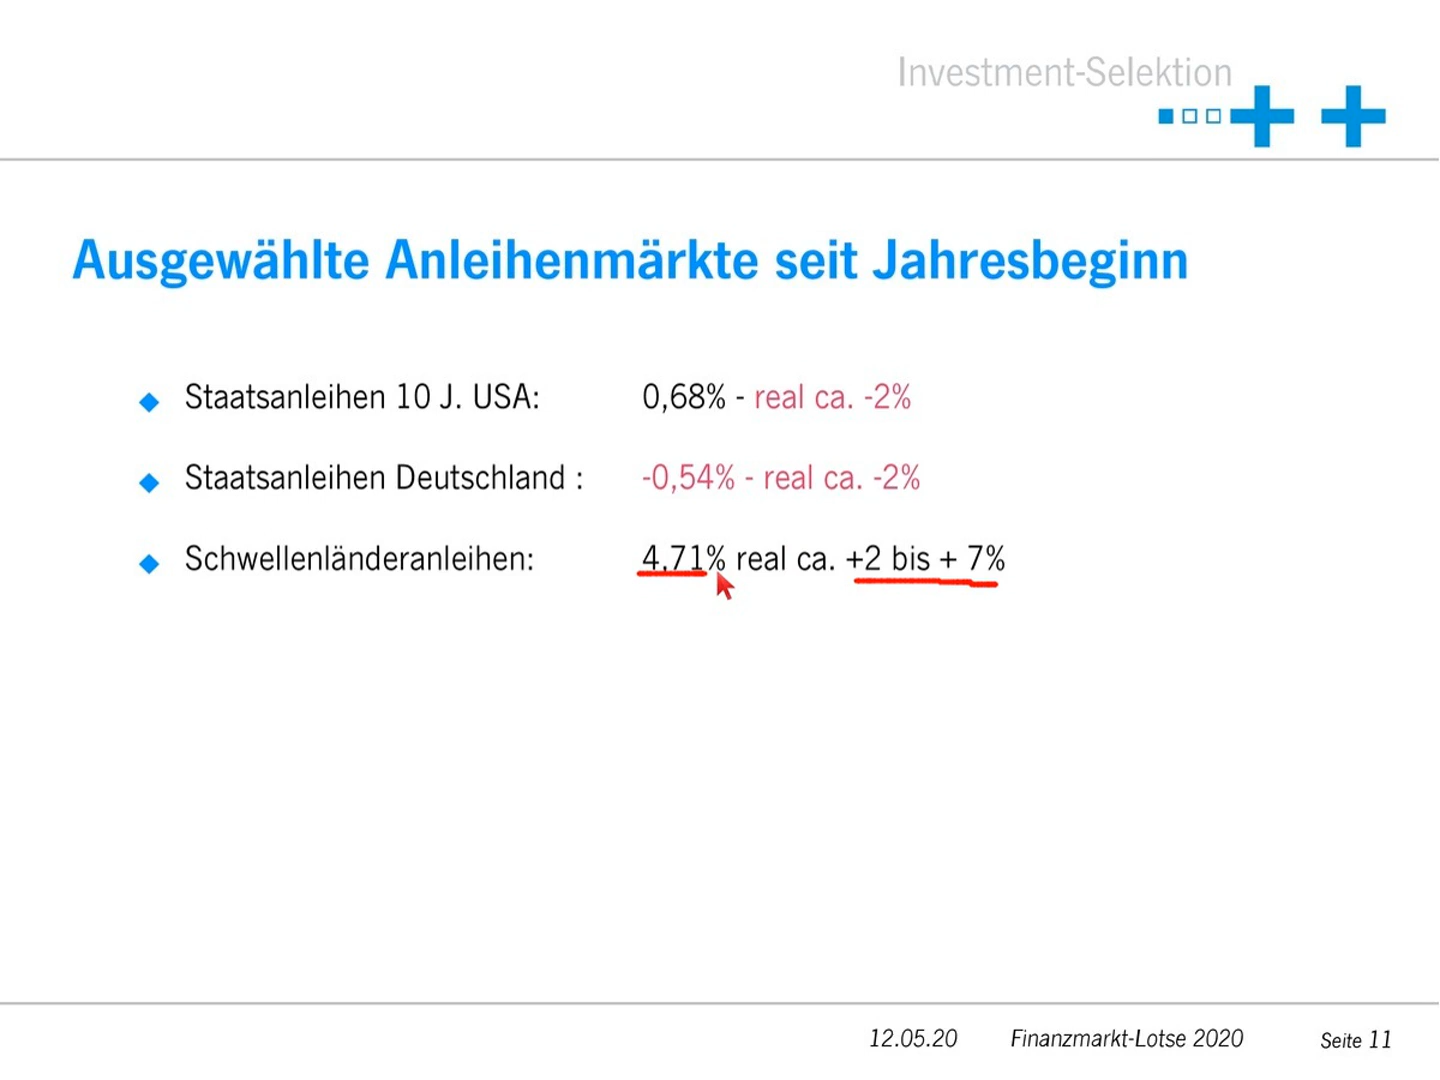 Investment-Selektion
Ausgewählte Anleihenmärkte seit Jahresbeginn
Staatsanleihen 10 J. USA: 0,68% - real ca. -2%
Staatsanleihen Deutschland : -0,54% - real ca. -2%
Schwellenländeranleihen: 4,71% real ca. +2 bis + 7%
12.05.20 Finanzmarkt-Lotse 2020 Seite 11